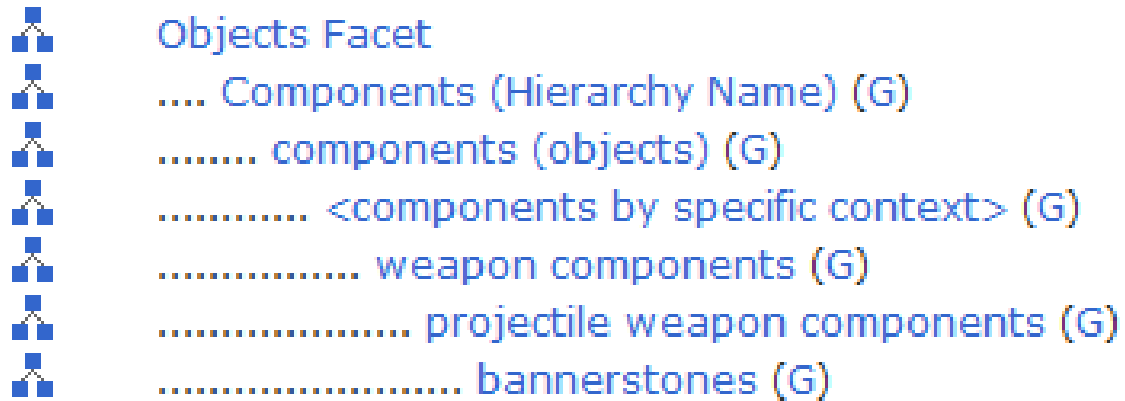 Objects Facet
.... Components (Hierarchy Name) (G)
........ components (objects) (G)
............ <components by specific context> (G)
................ weapon components (G)
.................... projectile weapon components (G)
........................ bannerstones (G)